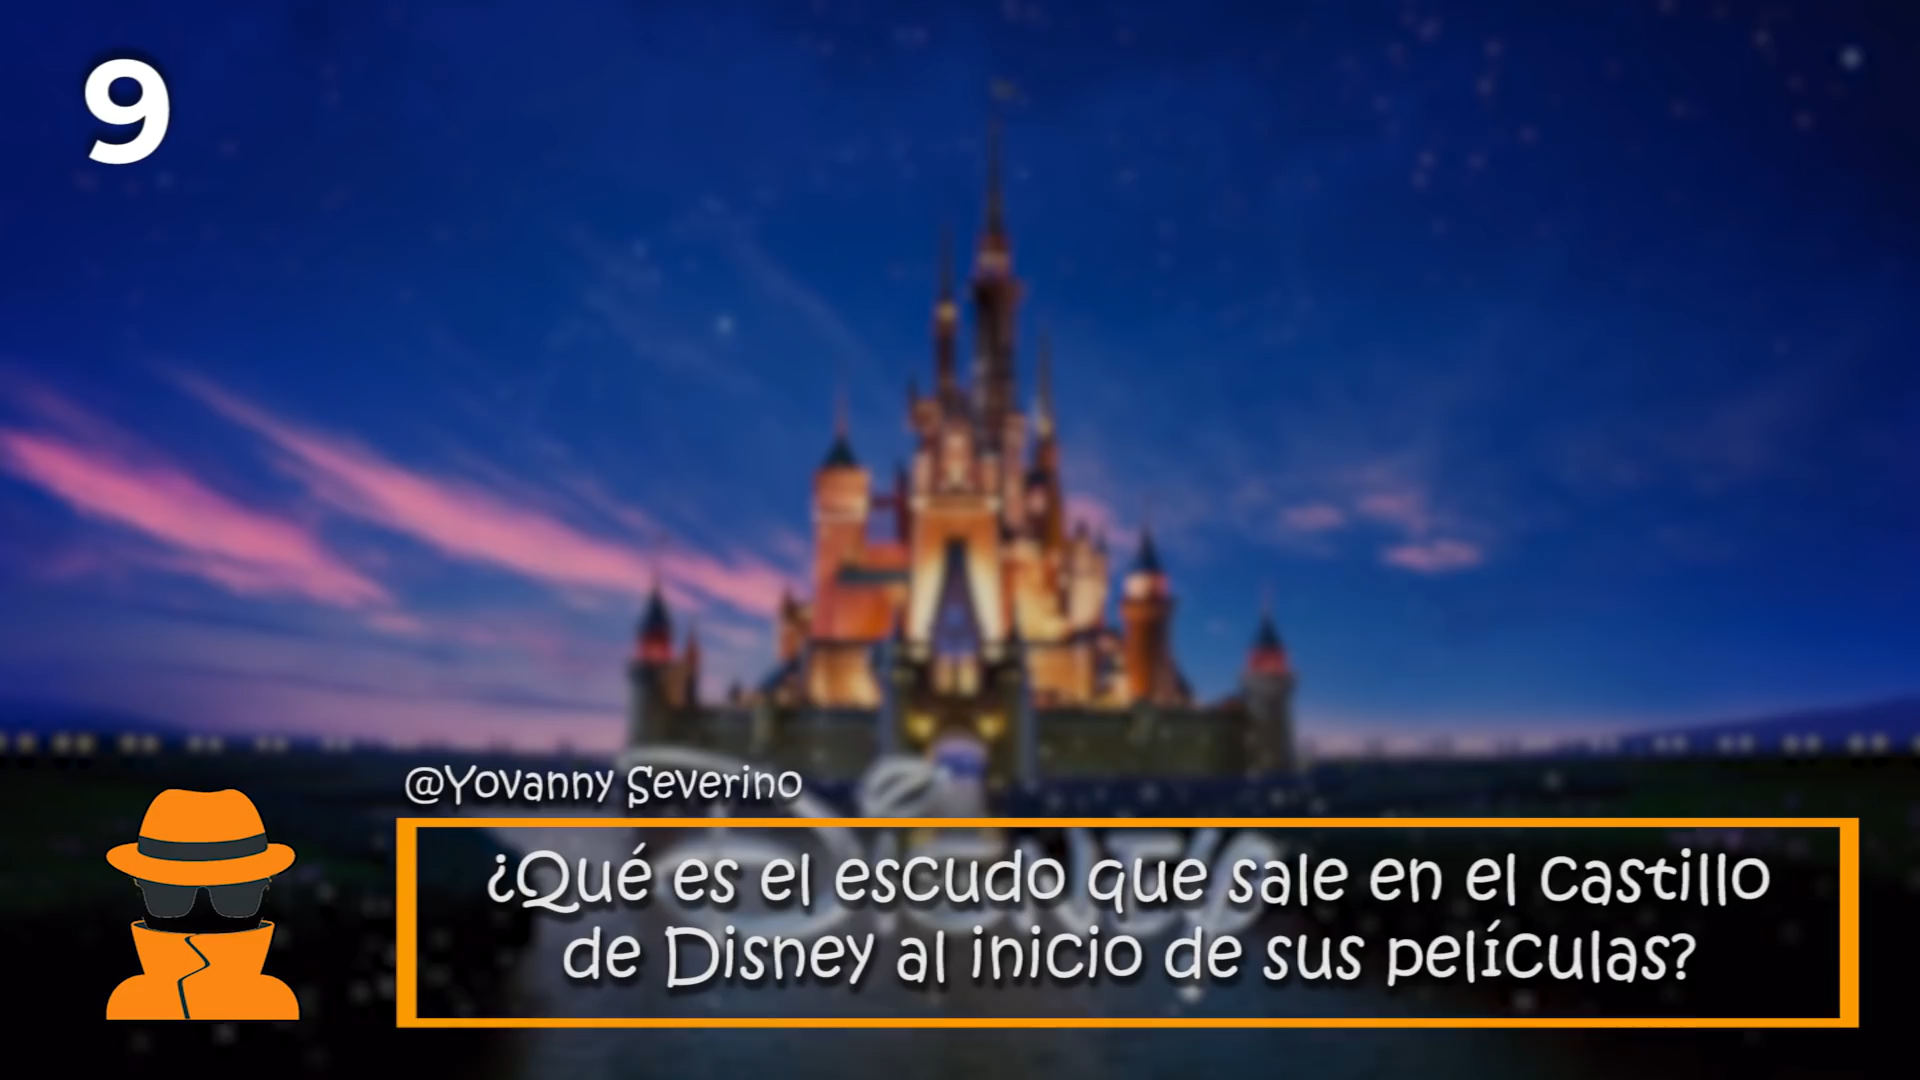 9
@Yovanny Severino
¿Qué es el escudo que sale en el castillo
de Disney al inicio de sus películas?
Disney